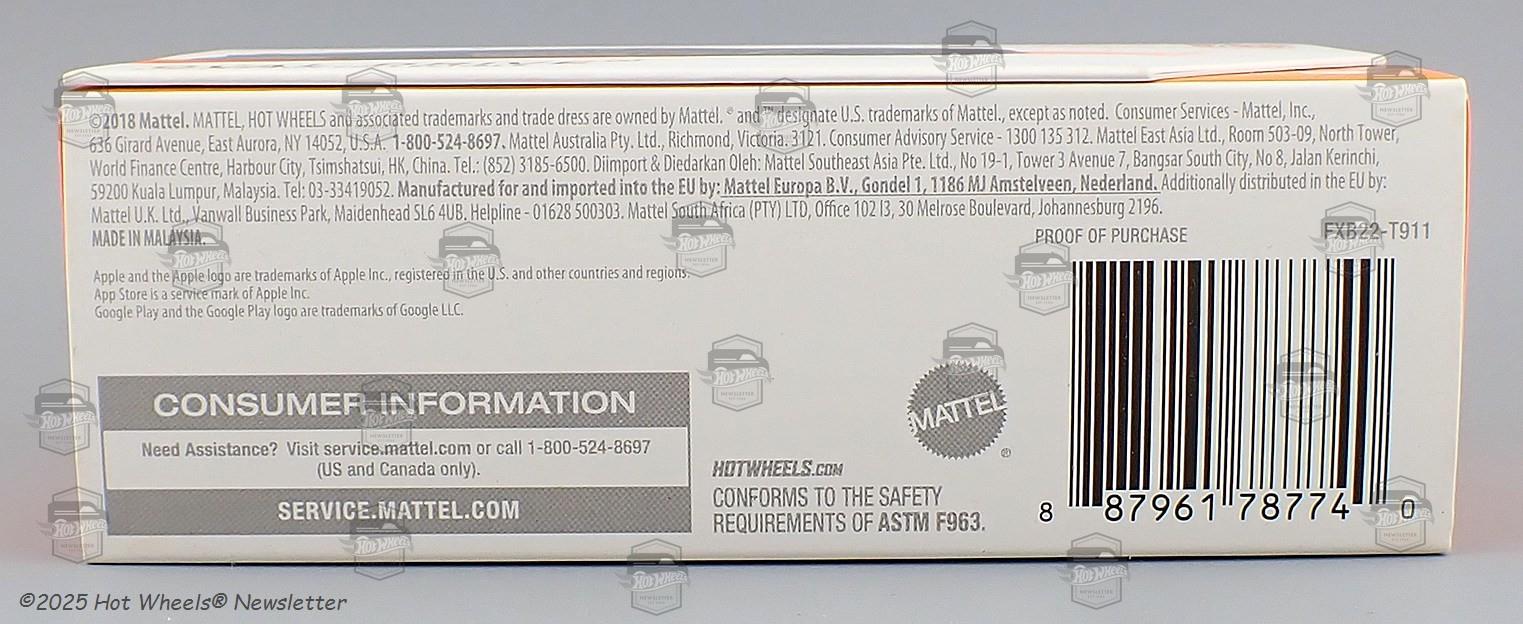 ©2018 Mattel. MATTEL, HOT WHEELS and associated trademarks and trade dress are owned by Mattel. ® and ™ designate U.S. trademarks of Mattel., except as noted. Consumer Services - Mattel, Inc.,
636 Girard Avenue, East Aurora, NY 14052, U.S.A. 1-800-524-8697. Mattel Australia Pty. Ltd., Richmond, Victoria. 3121. Consumer Advisory Service - 1300 135 312. Mattel East Asia Ltd., Room 503-09, North Tower,
World Finance Centre, Harbour City, Tsimshatsui, HK, China. Tel.: (852) 3185-6500. Diimport & Diedarkan Oleh: Mattel Southeast Asia Pte. Ltd., No 19-1, Tower 3 Avenue 7, Bangsar South City, No 8, Jalan Kerinchi,
59200 Kuala Lumpur, Malaysia. Tel: 03-33419052. Manufactured for and imported into the EU by: Mattel Europa B.V., Gondel 1, 1186 MJ Amstelveen, Nederland. Additionally distributed in the EU by:
Mattel U.K. Ltd., Vanwall Business Park, Maidenhead SL6 4UB. Helpline - 01628 500303. Mattel South Africa (PTY) LTD, Office 102 I3, 30 Melrose Boulevard, Johannesburg 2196.
MADE IN MALAYSIA.
PROOF OF PURCHASE
FXB22-T911
Apple and the Apple logo are trademarks of Apple Inc., registered in the U.S. and other countries and regions.
App Store is a service mark of Apple Inc.
Google Play and the Google Play logo are trademarks of Google LLC.
CONSUMER INFORMATION
Need Assistance? Visit service.mattel.com or call 1-800-524-8697
(US and Canada only).
SERVICE.MATTEL.COM
MATTEL
®
HOTWHEELS.COM
CONFORMS TO THE SAFETY
REQUIREMENTS OF ASTM F963.
8 87961 78774 0
©2025 Hot Wheels® Newsletter